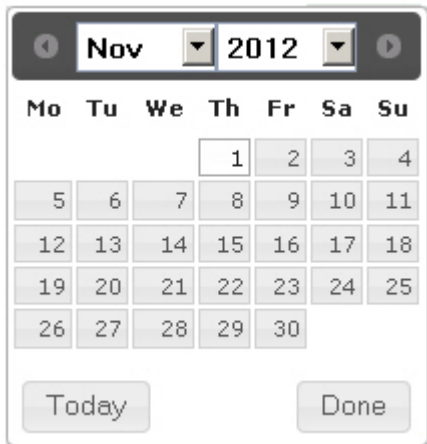 Nov 2012
Mo Tu We Th Fr Sa Su
1 2 3 4
5 6 7 8 9 10 11
12 13 14 15 16 17 18
19 20 21 22 23 24 25
26 27 28 29 30
Today Done